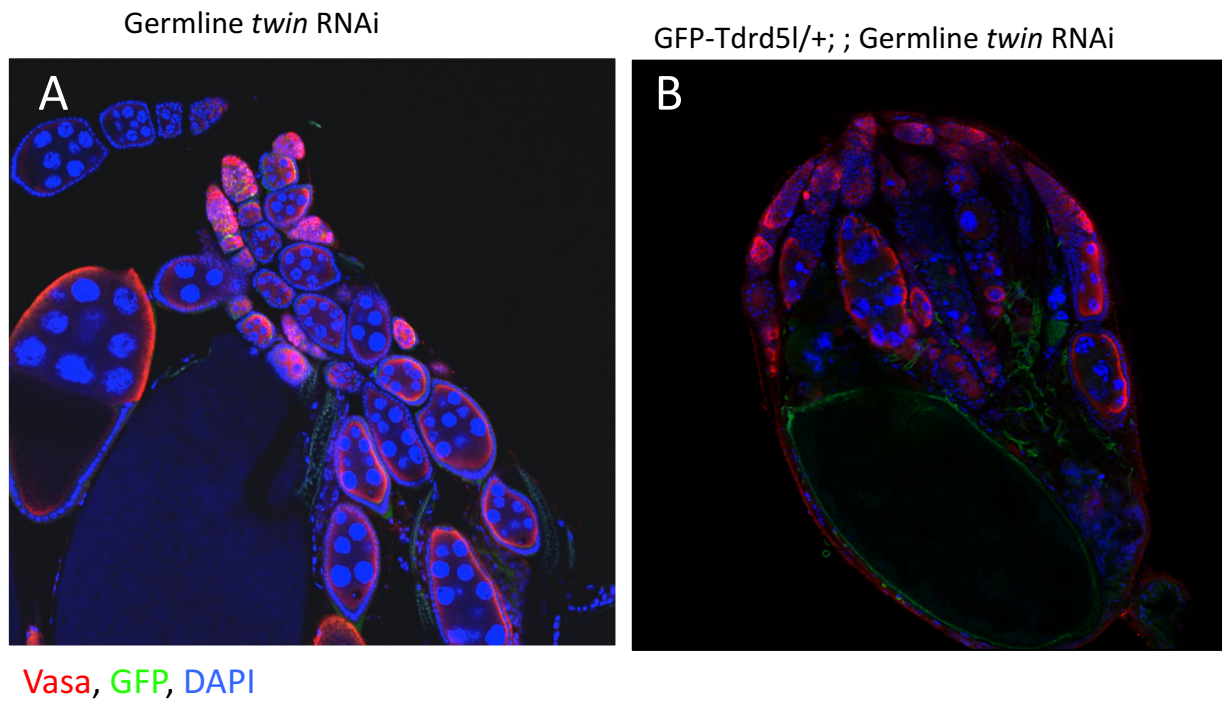 Germline twin RNAi
GFP-Tdrd5l/+; ; Germline twin RNAi
A
B
Vasa, GFP, DAPI